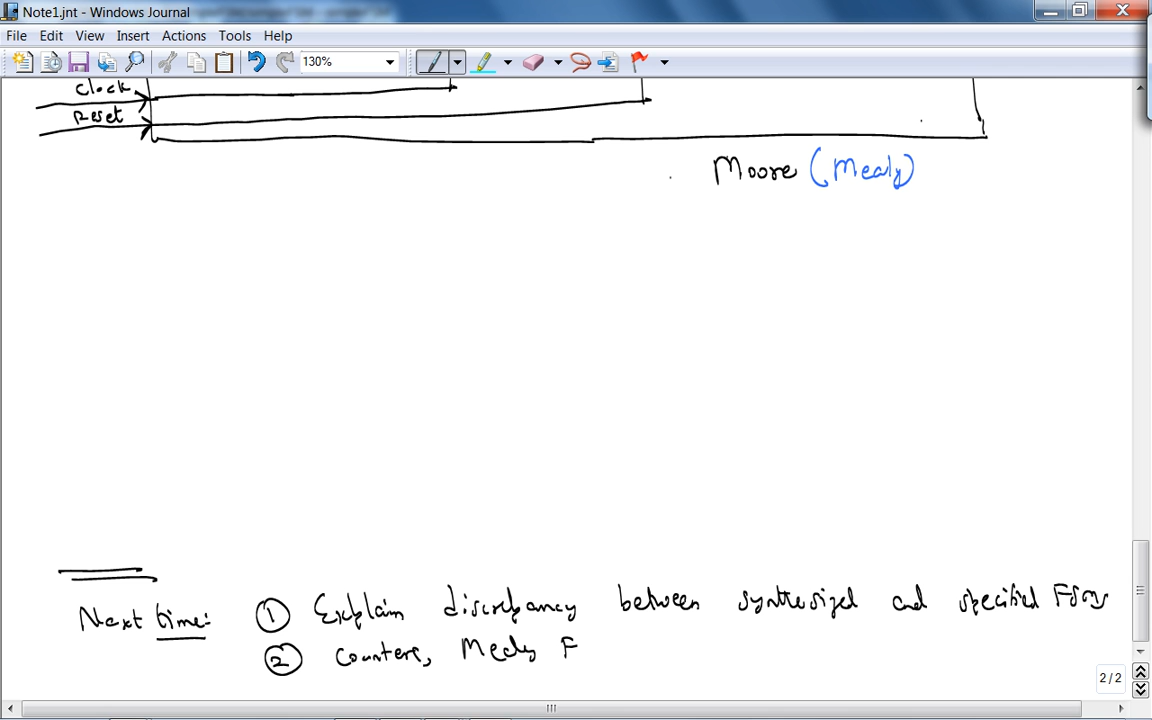 Note1.jnt - Windows Journal
File Edit View Insert Actions Tools Help
130%
Clock
Reset
Moore (Mealy)
Next time: ① Explain discrepancy between synthesized and specified FSMs
② Counters, Mealy F
2 / 2